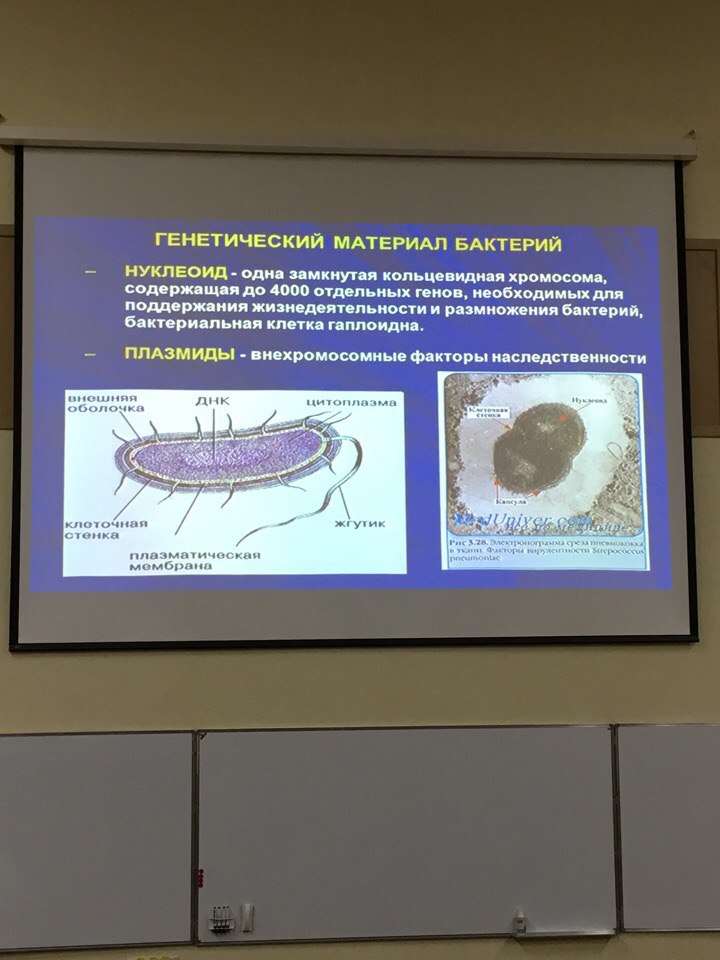 ГЕНЕТИЧЕСКИЙ МАТЕРИАЛ БАКТЕРИЙ
– НУКЛЕОИД - одна замкнутая кольцевидная хромосома,
содержащая до 4000 отдельных генов, необходимых для
поддержания жизнедеятельности и размножения бактерий,
бактериальная клетка гаплоидна.
– ПЛАЗМИДЫ - внехромосомные факторы наследственности
внешняя
оболочка
ДНК
цитоплазма
клеточная
стенка
плазматическая
мембрана
жгутик
Клеточная
стенка
Нуклеоид
Капсула
MedUniver.com
Рис 3.28. Электронограмма среза пневмококка
в ткани. Факторы вирулентности Strepococcus
pneumoniae